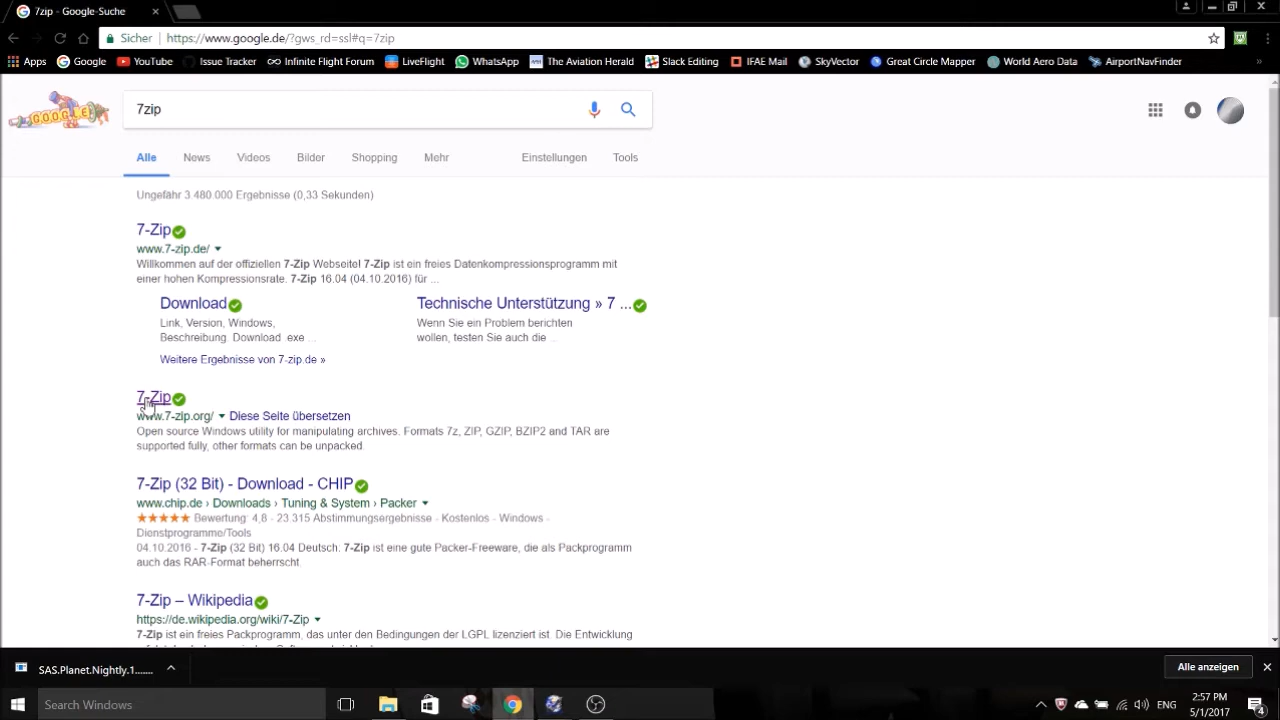 7zip - Google-Suche
Sicher
https://www.google.de/?gws_rd=ssl#q=7zip
Apps Google YouTube Issue Tracker Infinite Flight Forum LiveFlight WhatsApp The Aviation Herald Slack Editing IFAE Mail SkyVector Great Circle Mapper World Aero Data AirportNavFinder »
GOOGLE
7zip
Alle News Videos Bilder Shopping Mehr Einstellungen Tools
Ungefähr 3.480.000 Ergebnisse (0,33 Sekunden)
7-Zip
www.7-zip.de/
Willkommen auf der offiziellen 7-Zip Webseite! 7-Zip ist ein freies Datenkompressionsprogramm mit
einer hohen Kompressionsrate. 7-Zip 16.04 (04.10.2016) für ...
Download
Link, Version, Windows,
Beschreibung. Download .exe ...
Technische Unterstützung » 7 ...
Wenn Sie ein Problem berichten
wollen, testen Sie auch die ...
Weitere Ergebnisse von 7-zip.de »
7-Zip
www.7-zip.org/ Diese Seite übersetzen
Open source Windows utility for manipulating archives. Formats 7z, ZIP, GZIP, BZIP2 and TAR are
supported fully, other formats can be unpacked.
7-Zip (32 Bit) - Download - CHIP
www.chip.de › Downloads › Tuning & System › Packer
Bewertung: 4,8 - 23.315 Abstimmungsergebnisse - Kostenlos - Windows -
Dienstprogramme/Tools
04.10.2016 - 7-Zip (32 Bit) 16.04 Deutsch: 7-Zip ist eine gute Packer-Freeware, die als Packprogramm
auch das RAR-Format beherrscht.
7-Zip – Wikipedia
https://de.wikipedia.org/wiki/7-Zip
7-Zip ist ein freies Packprogramm, das unter den Bedingungen der LGPL lizenziert ist. Die Entwicklung
SAS.Planet.Nightly.1.......
Alle anzeigen
Search Windows
ENG
2:57 PM
5/1/2017
4